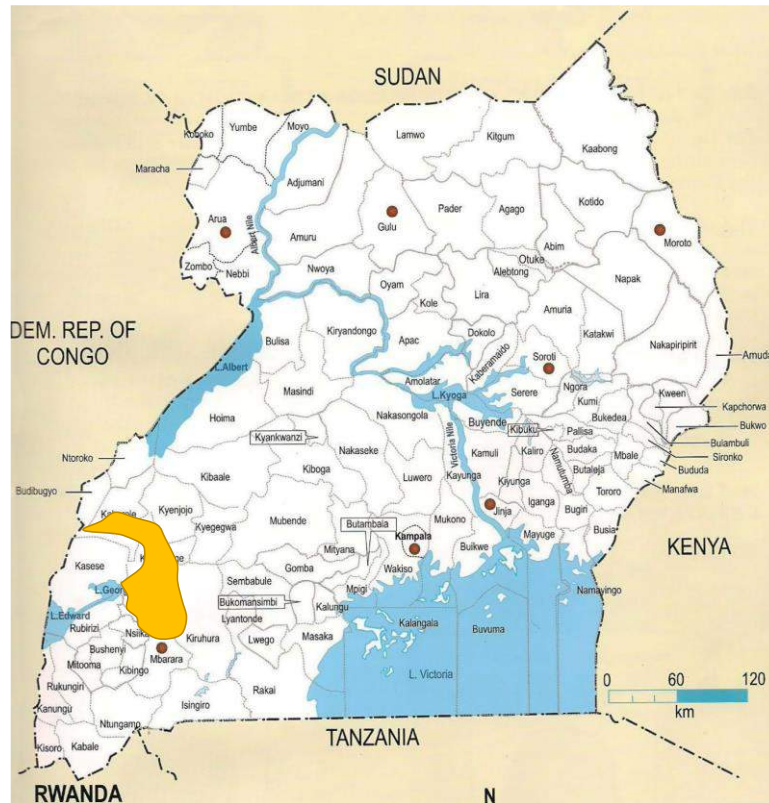 SUDAN
Koboko
Yumbe
Moyo
Lamwo
Kitgum
Kaabong
Maracha
Adjumani
Arua
Albert Nile
Gulu
Pader
Agago
Kotido
Moroto
Amuru
Abim
Zombo
Nebbi
Nwoya
Otuke
Alebtong
Napak
Oyam
Kole
Lira
Amuria
DEM. REP. OF
CONGO
Bulisa
Kiryandongo
Apac
Dokolo
Katakwi
Nakapiripirit
Amuda
L.Albert
Kaberamaido
Soroti
Amolatar
Masindi
L.Kyoga
Serere
Ngora
Kumi
Kween
Kapchorwa
Hoima
Nakasongola
Buyende
Kibuku
Bukedea
Bukwo
Kyankwanzi
Victoria Nile
Pallisa
Bulambuli
Ntoroko
Nakaseke
Kamuli
Kaliro
Namutumba
Budaka
Mbale
Sironko
Kibaale
Kiboga
Luwero
Kayunga
Butaleja
Bududa
Budibugyo
Kiyunga
Tororo
Manafwa
Kyenjojo
Kyegegwa
Mubende
Butambala
Mukono
Jinja
Iganga
Bugiri
Kampala
Mayuge
Busia
Kasese
Mityana
Buikwe
KENYA
Gomba
Wakiso
L.Geor
Sembabule
Mpigi
Namayingo
L.Edward
Bukomansimbi
Kalungu
Rubirizi
Nsika
Kiruhura
Lyantonde
Kalangala
Buvuma
Bushenyi
Mbarara
Lwego
Masaka
Mitooma
Kibingo
L. Victoria
Rukungiri
Isingiro
Rakai
0 60 120
km
Kanungu
Ntungamo
Kisoro
Kabale
TANZANIA
RWANDA
N